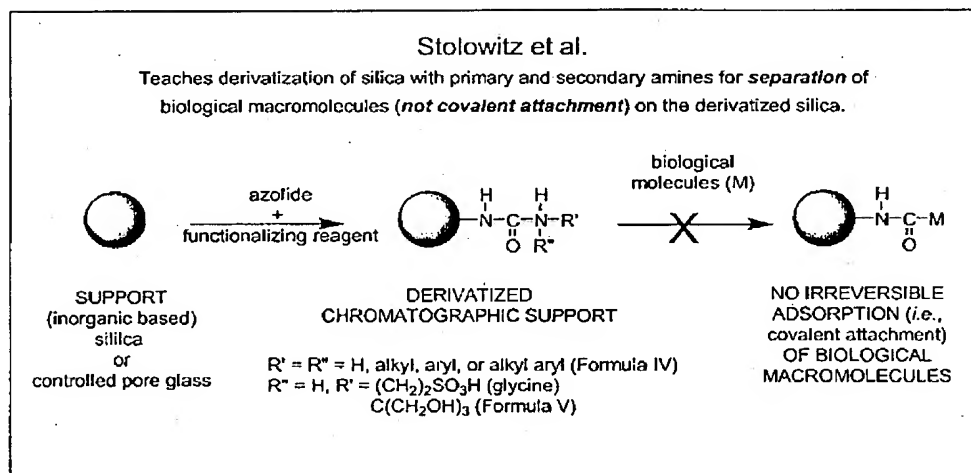 Stolowitz et al.
Teaches derivatization of silica with primary and secondary amines for separation of
biological macromolecules (not covalent attachment) on the derivatized silica.
azolide
+
functionalizing reagent
H
N
C
O
H
N
R'
R"
biological
molecules (M)
X
H
N
C
O
M
SUPPORT
(inorganic based)
sililca
or
controlled pore glass
DERIVATIZED
CHROMATOGRAPHIC SUPPORT
R' = R" = H, alkyl, aryl, or alkyl aryl (Formula IV)
R" = H, R' = (CH₂)₂SO₃H (glycine)
C(CH₂OH)₃ (Formula V)
NO IRREVERSIBLE
ADSORPTION (i.e.,
covalent attachment)
OF BIOLOGICAL
MACROMOLECULES